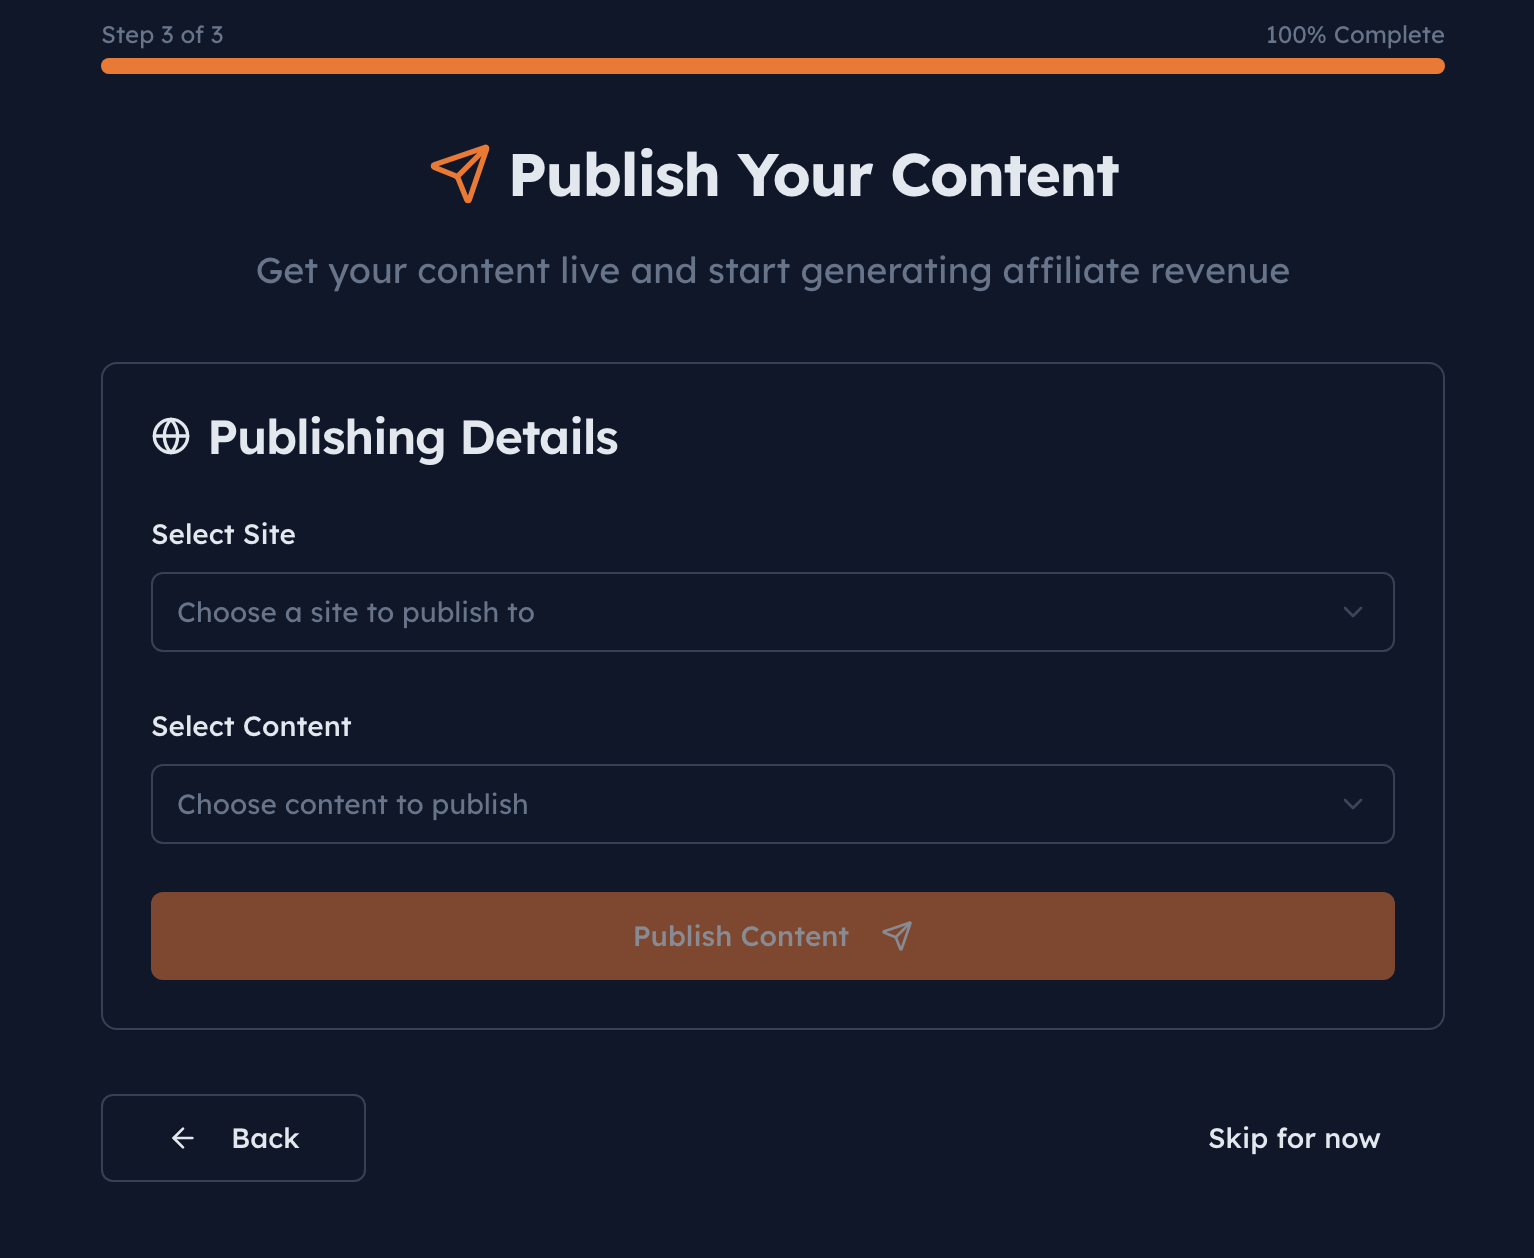 Step 3 of 3
100% Complete
Publish Your Content
Get your content live and start generating affiliate revenue
Publishing Details
Select Site
Choose a site to publish to
Select Content
Choose content to publish
Publish Content
Back
Skip for now